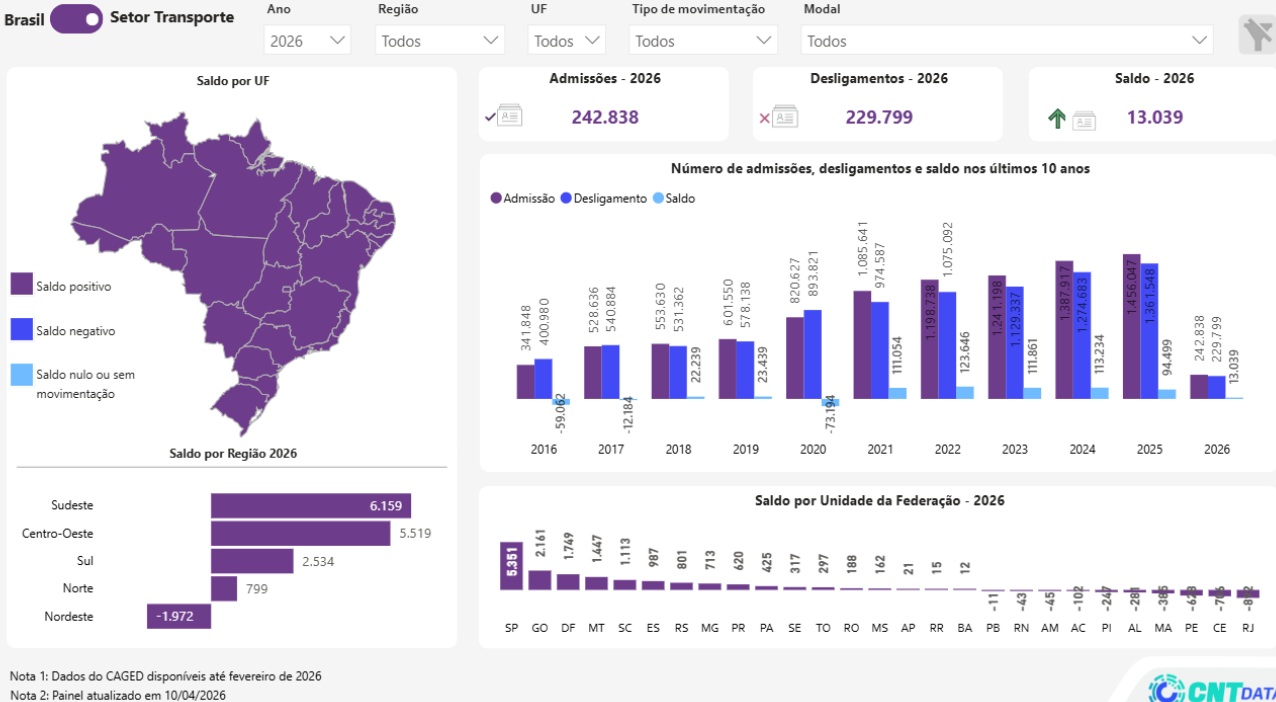 Brasil
Setor Transporte
Ano
2026
Região
Todos
UF
Todos
Tipo de movimentação
Todos
Modal
Todos
Saldo por UF
Saldo positivo
Saldo negativo
Saldo nulo ou sem
movimentação
Saldo por Região 2026
Sudeste 6.159
Centro-Oeste 5.519
Sul 2.534
Norte 799
Nordeste -1.972
Admissões - 2026
242.838
Desligamentos - 2026
229.799
Saldo - 2026
13.039
Número de admissões, desligamentos e saldo nos últimos 10 anos
Admissão Desligamento Saldo
341.848 400.980 -59.062
528.636 540.884 -12.184
553.630 531.362 22.239
601.550 578.138 23.439
820.627 893.821 -73.194
1.085.641 974.587 111.054
1.198.738 1.075.092 123.646
1.241.198 1.129.337 111.861
1.387.917 1.274.683 113.234
1.456.047 1.361.548 94.499
242.838 229.799 13.039
2016 2017 2018 2019 2020 2021 2022 2023 2024 2025 2026
Saldo por Unidade da Federação - 2026
5.351 2.161 1.749 1.447 1.113 987 801 713 620 425 317 297 188 162 21 15 12 -11 -43 -45 -102 -247
SP GO DF MT SC ES RS MG PR PA SE TO RO MS AP RR BA PB RN AM AC PI AL MA PE CE RJ
Nota 1: Dados do CAGED disponíveis até fevereiro de 2026
Nota 2: Painel atualizado em 10/04/2026
CNTDATA